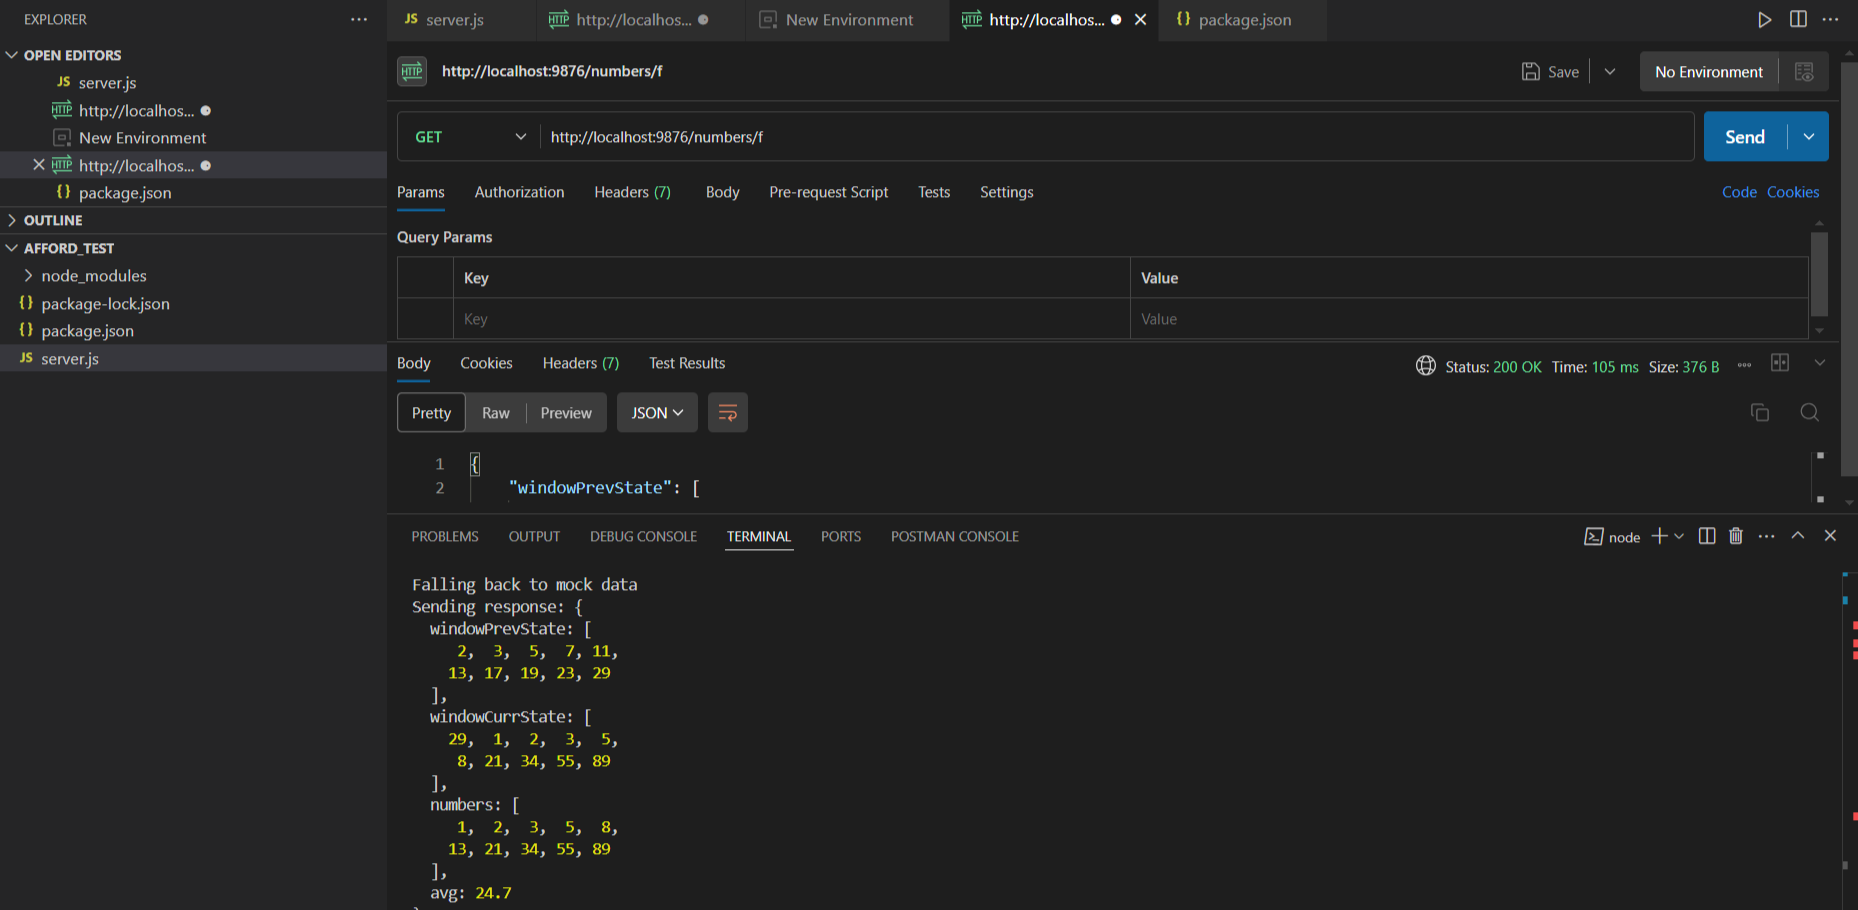 EXPLORER
OPEN EDITORS
JS server.js
HTTP http://localhos...
New Environment
HTTP http://localhos...
{} package.json
OUTLINE
AFFORD_TEST
node_modules
{} package-lock.json
{} package.json
JS server.js
JS server.js
HTTP http://localhos...
New Environment
HTTP http://localhos...
{} package.json
HTTP http://localhost:9876/numbers/f
Save
No Environment
GET http://localhost:9876/numbers/f
Send
Params Authorization Headers (7) Body Pre-request Script Tests Settings Code Cookies
Query Params
Key Value
Key Value
Body Cookies Headers (7) Test Results Status: 200 OK Time: 105 ms Size: 376 B
Pretty Raw Preview JSON
1 {
2 "windowPrevState": [
PROBLEMS OUTPUT DEBUG CONSOLE TERMINAL PORTS POSTMAN CONSOLE node
Falling back to mock data
Sending response: {
windowPrevState: [
2, 3, 5, 7, 11,
13, 17, 19, 23, 29
],
windowCurrState: [
29, 1, 2, 3, 5,
8, 21, 34, 55, 89
],
numbers: [
1, 2, 3, 5, 8,
13, 21, 34, 55, 89
],
avg: 24.7